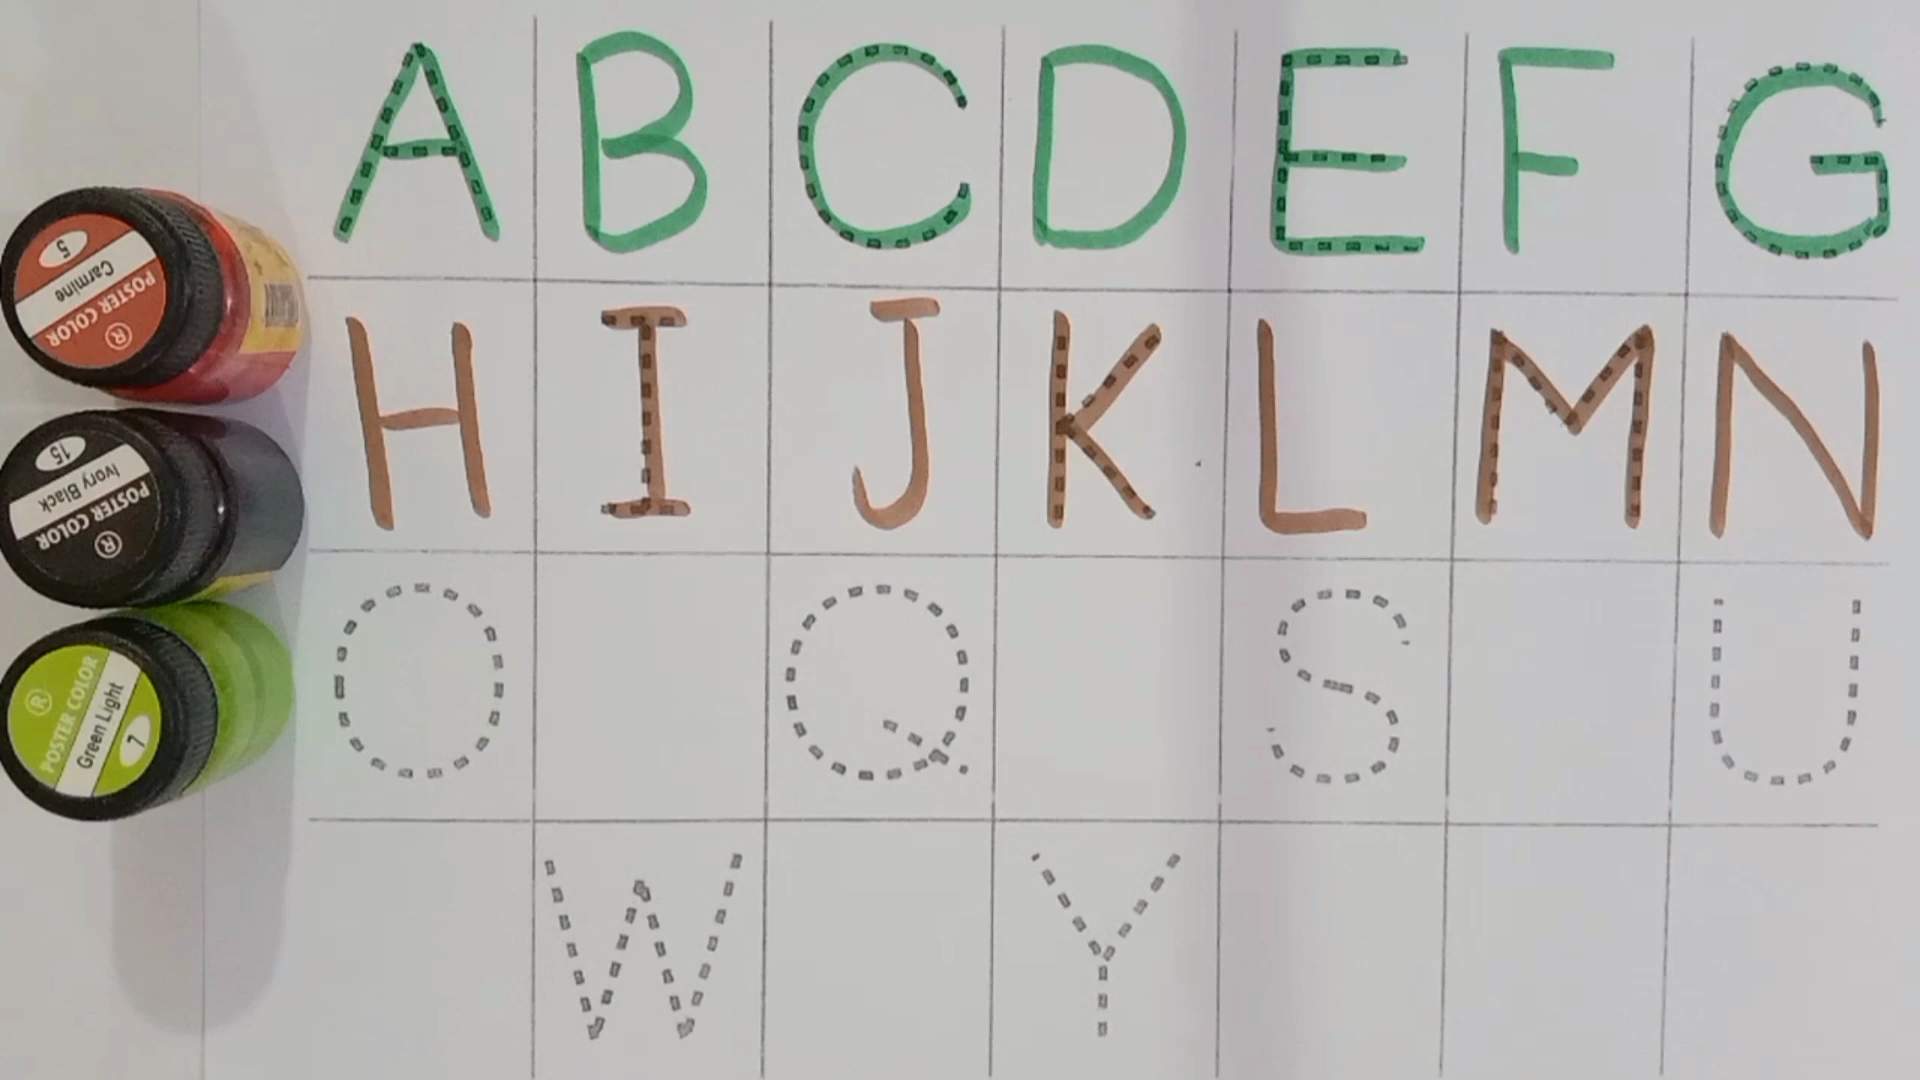 A B C D E F G
H I J K L M N
O Q S U
W Y
5
Carmine
POSTER COLOR
®
15
Ivory Black
POSTER COLOR
®
®
POSTER COLOR
Green Light
7